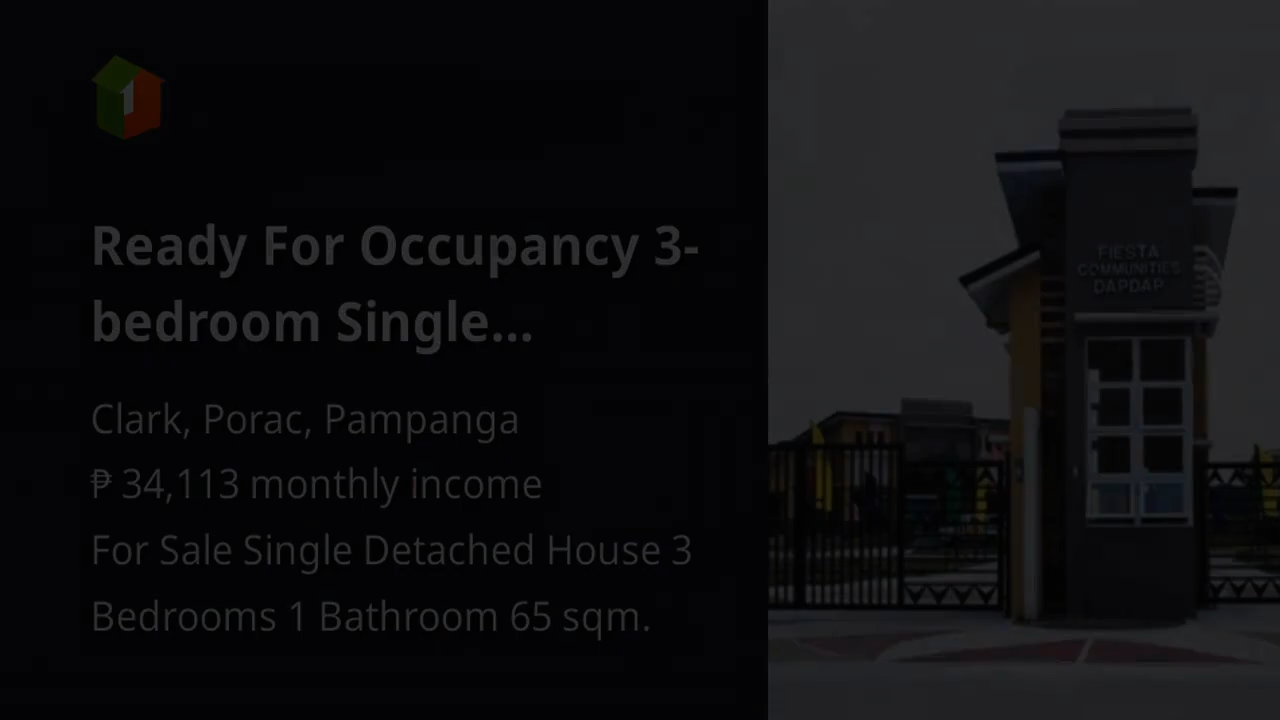 Ready For Occupancy 3-
bedroom Single...
Clark, Porac, Pampanga
₱ 34,113 monthly income
For Sale Single Detached House 3
Bedrooms 1 Bathroom 65 sqm.
FIESTA
COMMUNITIES
DAPDAP